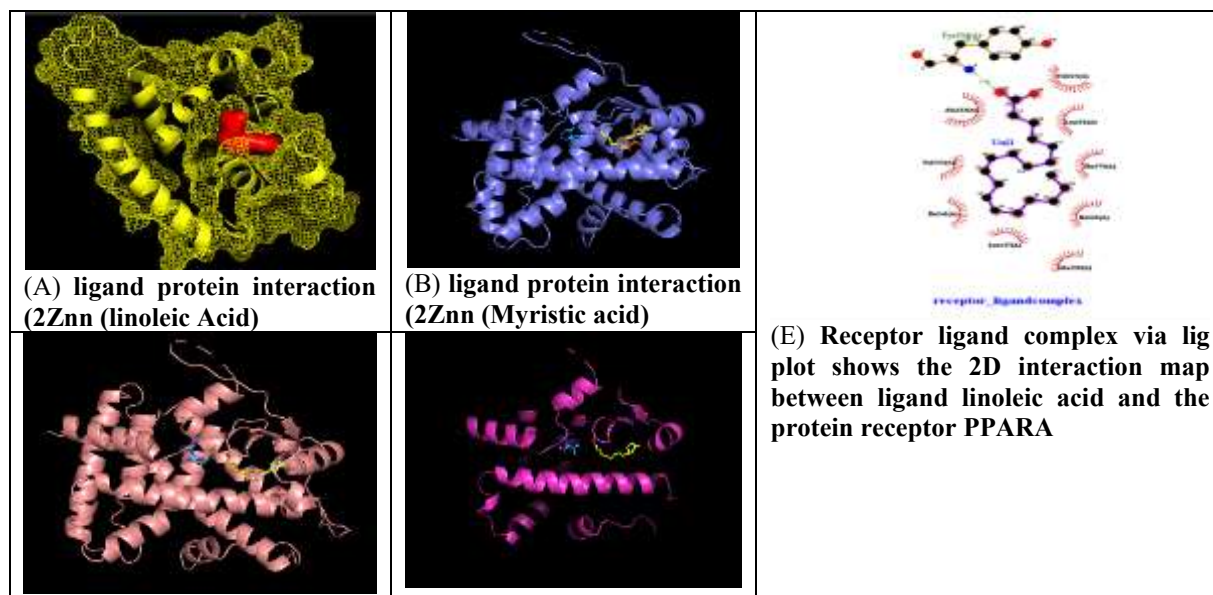 (A) ligand protein interaction
(2Znn (linoleic Acid)
(B) ligand protein interaction
(2Znn (Myristic acid)
receptor_ligandcomplex
(E) Receptor ligand complex via lig
plot shows the 2D interaction map
between ligand linoleic acid and the
protein receptor PPARA